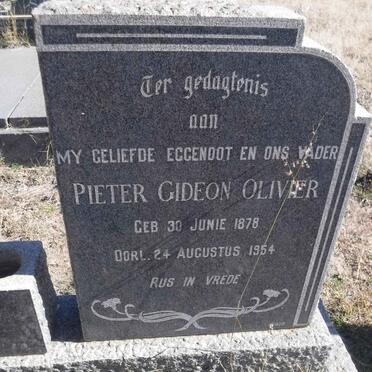 Ter gedagtenis
aan
MY GELIEFDE EGGENOOT EN ONS VADER
PIETER GIDEON OLIVIER
GEB 30 JUNIE 1878
OORL. 24 AUGUSTUS 1954
RUS IN VREDE